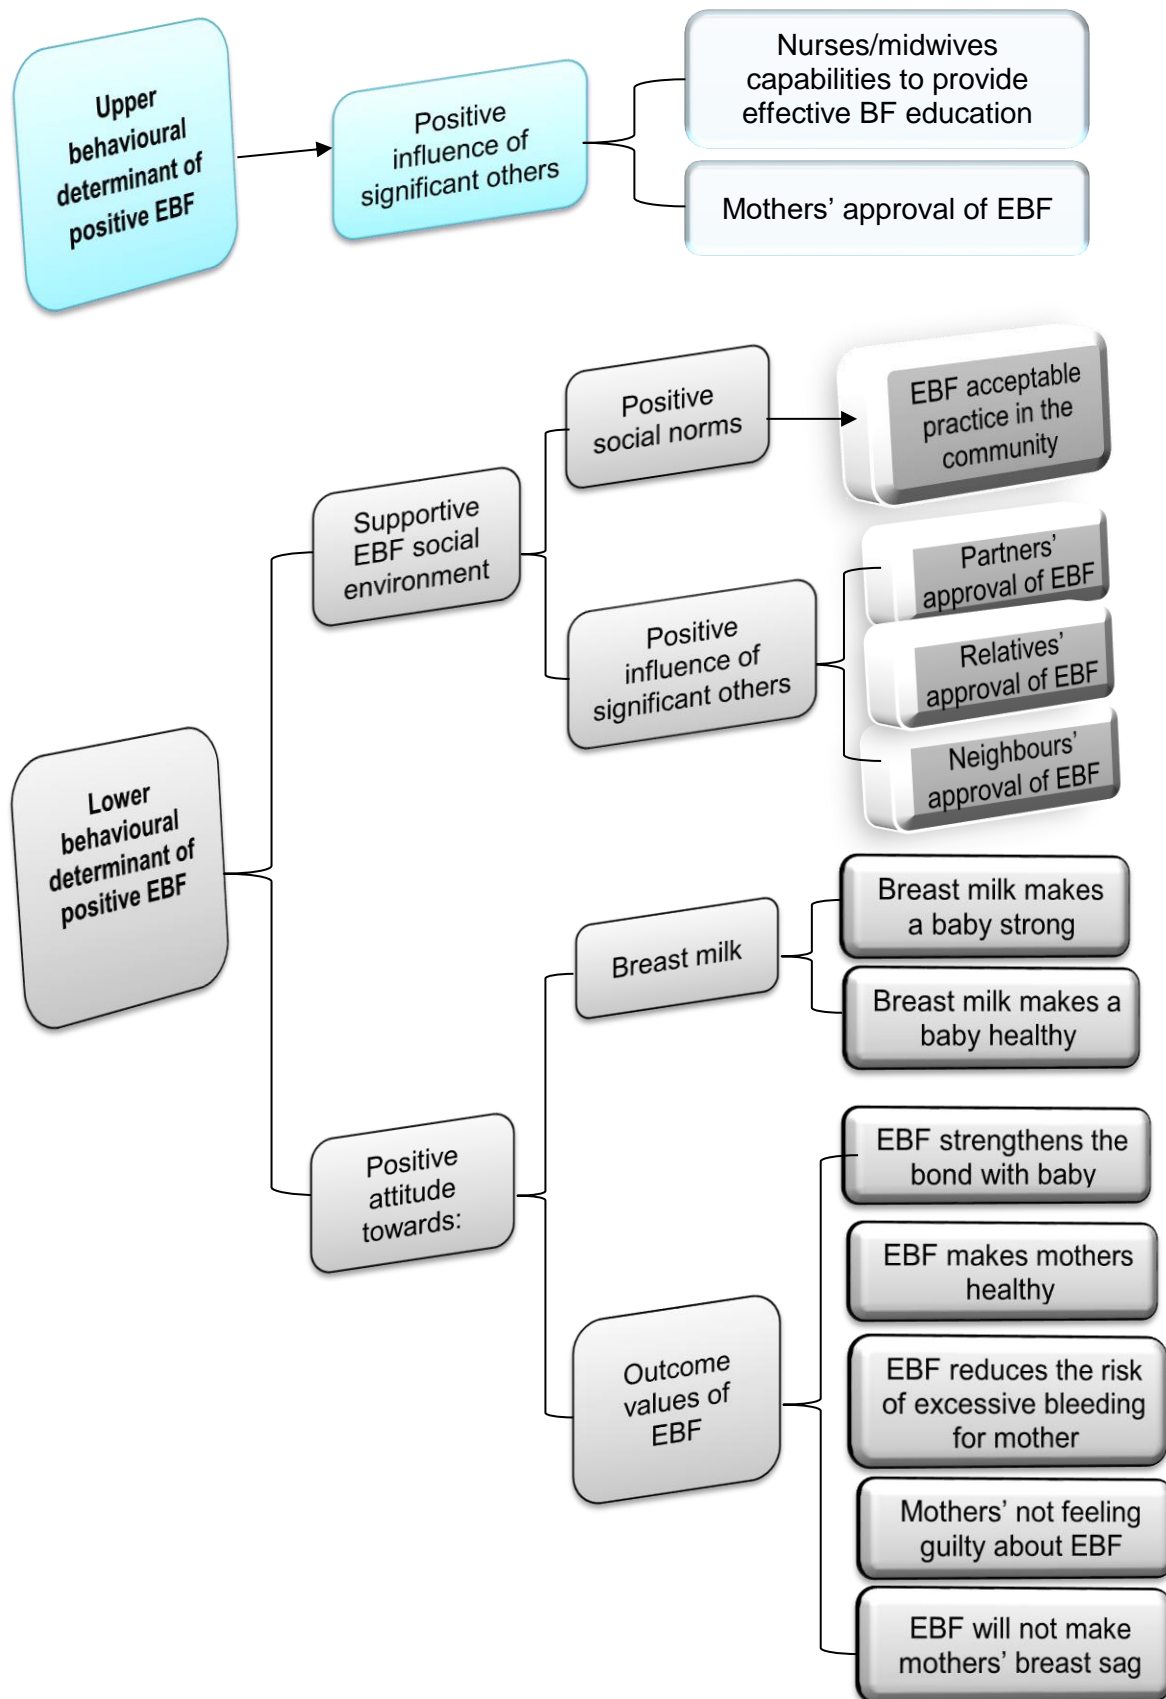 Upper
behavioural
determinant of
positive EBF
Positive
influence of
significant others
Nurses/midwives
capabilities to provide
effective BF education
Mothers’ approval of EBF
Lower
behavioural
determinant of
positive EBF
Supportive
EBF social
environment
Positive
social norms
EBF acceptable
practice in the
community
Positive
influence of
significant others
Partners’
approval of EBF
Relatives’
approval of EBF
Neighbours’
approval of EBF
Positive
attitude
towards:
Breast milk
Breast milk makes
a baby strong
Breast milk makes a
baby healthy
Outcome
values of
EBF
EBF strengthens the
bond with baby
EBF makes mothers
healthy
EBF reduces the risk
of excessive bleeding
for mother
Mothers’ not feeling
guilty about EBF
EBF will not make
mothers’ breast sag